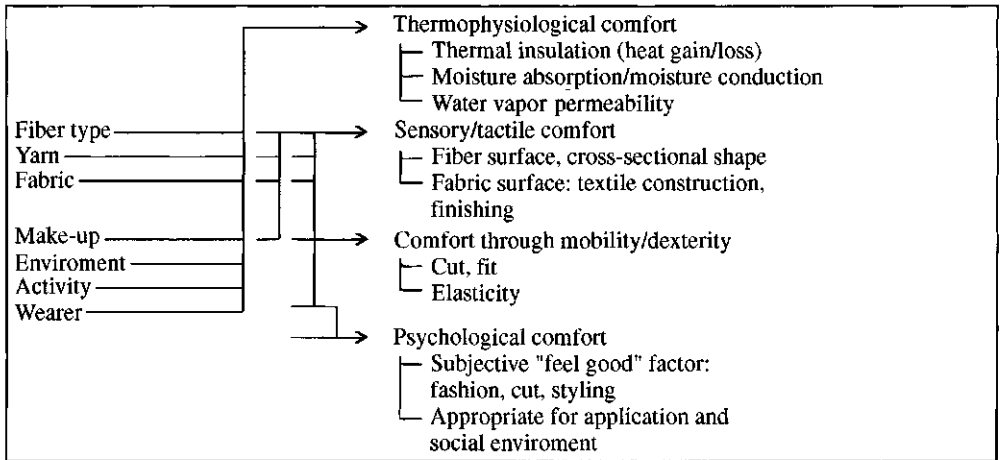 Fiber type
Yarn
Fabric
Make-up
Enviroment
Activity
Wearer
Thermophysiological comfort
Thermal insulation (heat gain/loss)
Moisture absorption/moisture conduction
Water vapor permeability
Sensory/tactile comfort
Fiber surface, cross-sectional shape
Fabric surface: textile construction,
finishing
Comfort through mobility/dexterity
Cut, fit
Elasticity
Psychological comfort
Subjective "feel good" factor:
fashion, cut, styling
Appropriate for application and
social enviroment